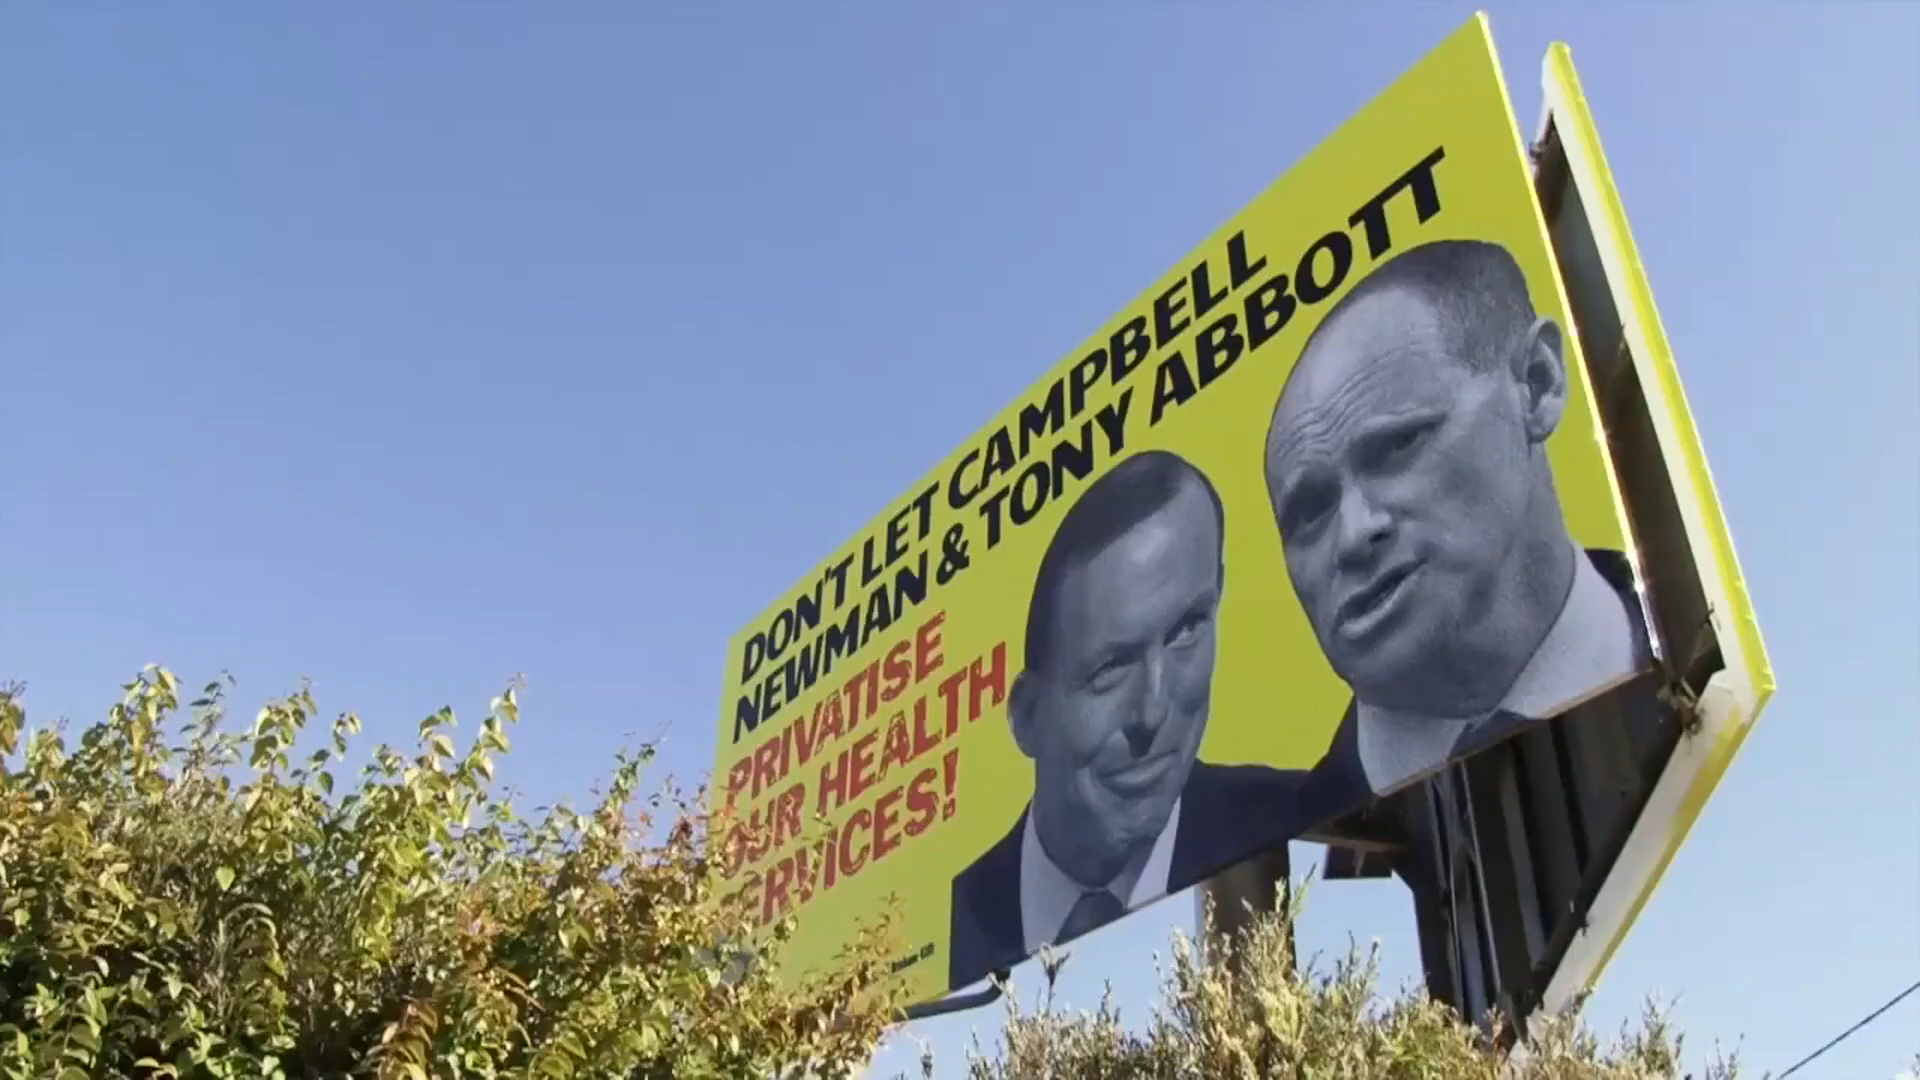 DON'T LET CAMPBELL
NEWMAN & TONY ABBOTT
PRIVATISE
OUR HEALTH
SERVICES!